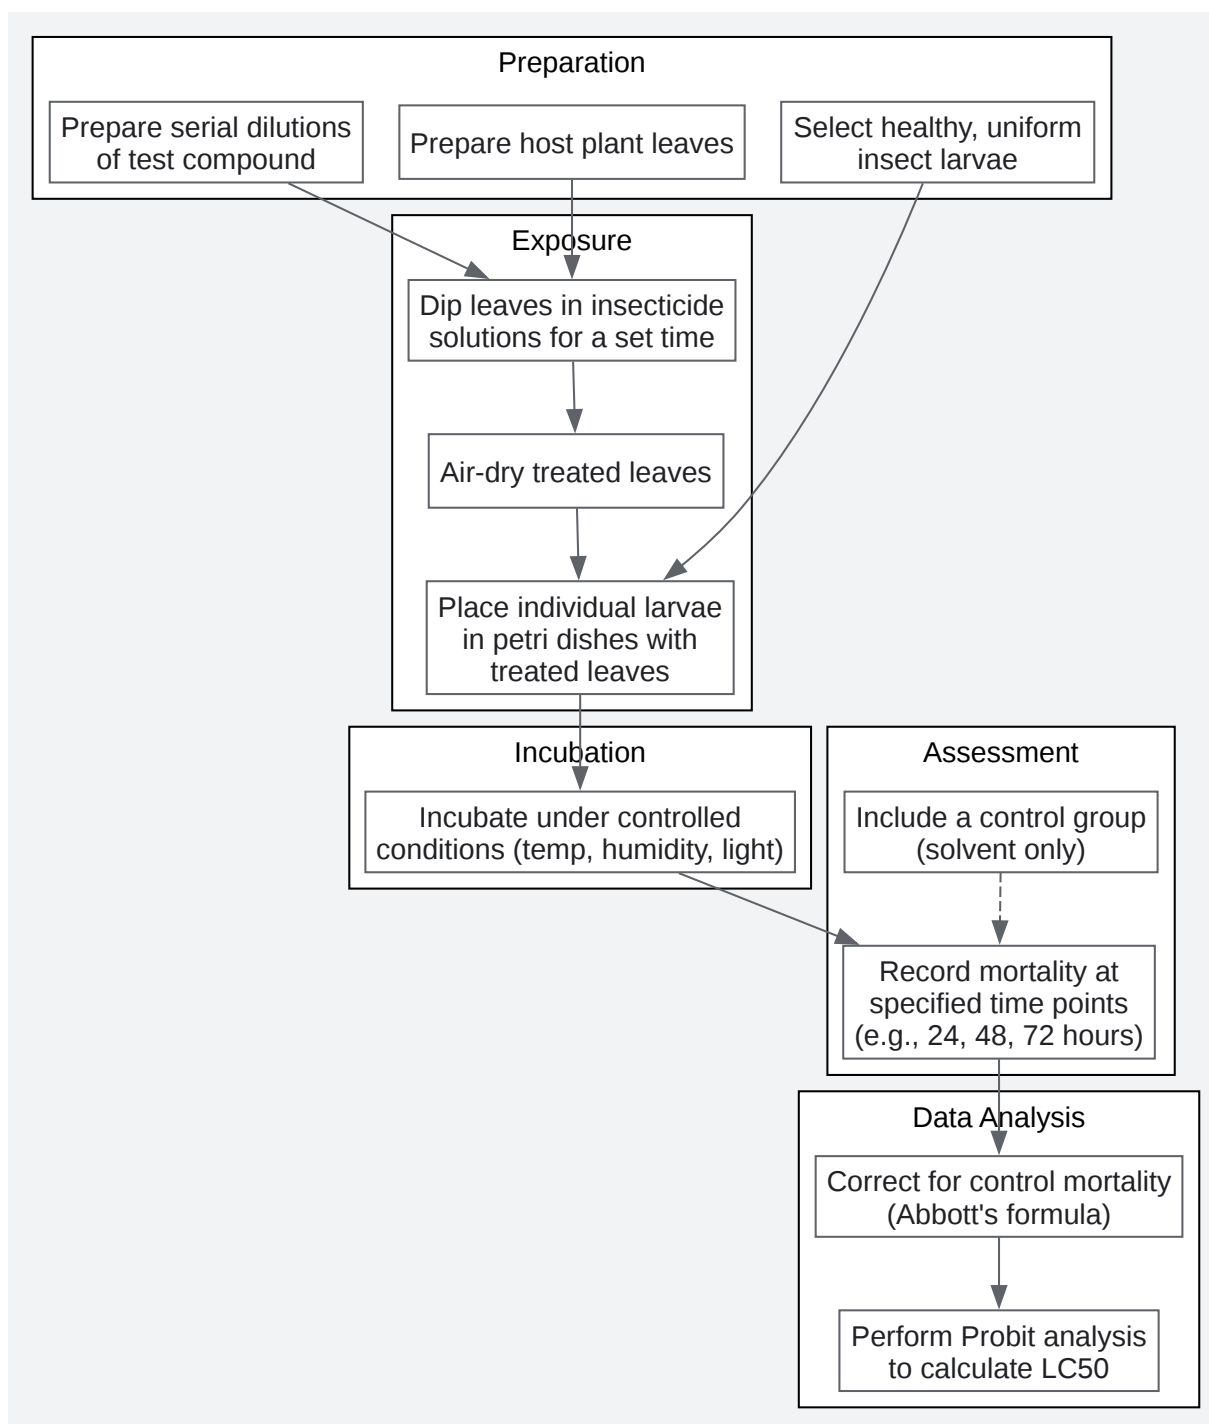 Preparation
Prepare serial dilutions
of test compound
Prepare host plant leaves
Select healthy, uniform
insect larvae
Exposure
Dip leaves in insecticide
solutions for a set time
Air-dry treated leaves
Place individual larvae
in petri dishes with
treated leaves
Incubation
Incubate under controlled
conditions (temp, humidity, light)
Assessment
Include a control group
(solvent only)
Record mortality at
specified time points
(e.g., 24, 48, 72 hours)
Data Analysis
Correct for control mortality
(Abbott's formula)
Perform Probit analysis
to calculate LC50